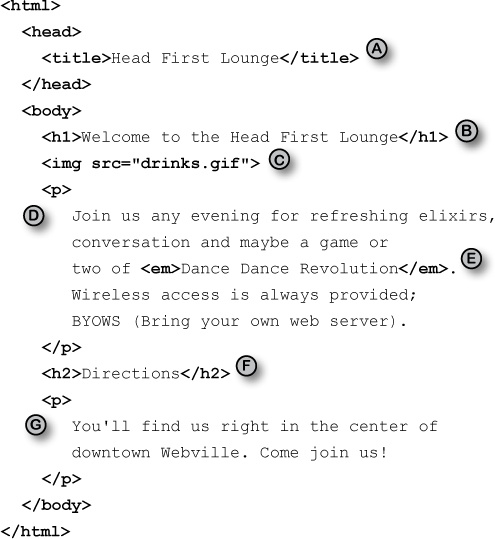 <html>
<head>
<title>Head First Lounge</title> A
</head>
<body>
<h1>Welcome to the Head First Lounge</h1> B
<img src="drinks.gif"> C
<p>
D Join us any evening for refreshing elixirs,
conversation and maybe a game or
two of <em>Dance Dance Revolution</em>. E
Wireless access is always provided;
BYOWS (Bring your own web server).
</p>
<h2>Directions</h2> F
<p>
G You'll find us right in the center of
downtown Webville. Come join us!
</p>
</body>
</html>